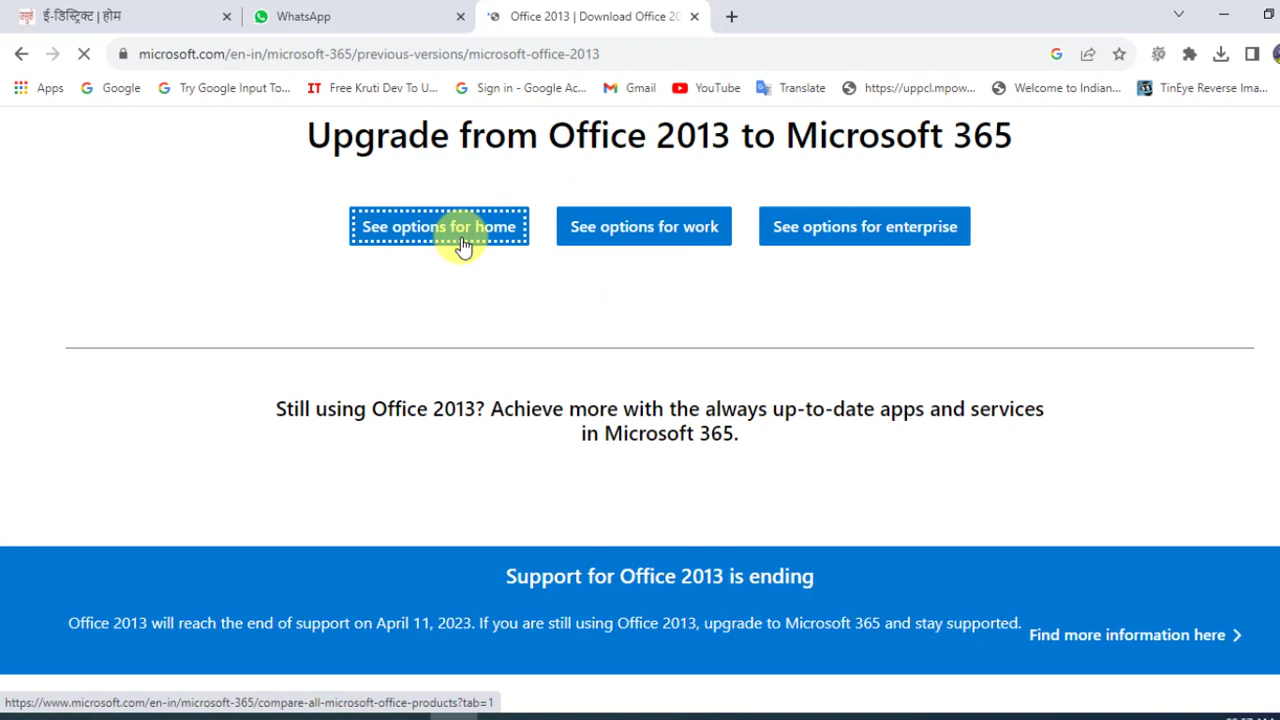 ई-डिस्ट्रिक्ट | होम
WhatsApp
Office 2013 | Download Office 20
microsoft.com/en-in/microsoft-365/previous-versions/microsoft-office-2013
Apps
Google
Try Google Input To...
Free Kruti Dev To U...
Sign in - Google Ac...
Gmail
YouTube
Translate
https://uppcl.mpow...
Welcome to Indian...
TinEye Reverse Ima...
Upgrade from Office 2013 to Microsoft 365
See options for home
See options for work
See options for enterprise
Still using Office 2013? Achieve more with the always up-to-date apps and services
in Microsoft 365.
Support for Office 2013 is ending
Office 2013 will reach the end of support on April 11, 2023. If you are still using Office 2013, upgrade to Microsoft 365 and stay supported.
Find more information here
https://www.microsoft.com/en-in/microsoft-365/compare-all-microsoft-office-products?tab=1